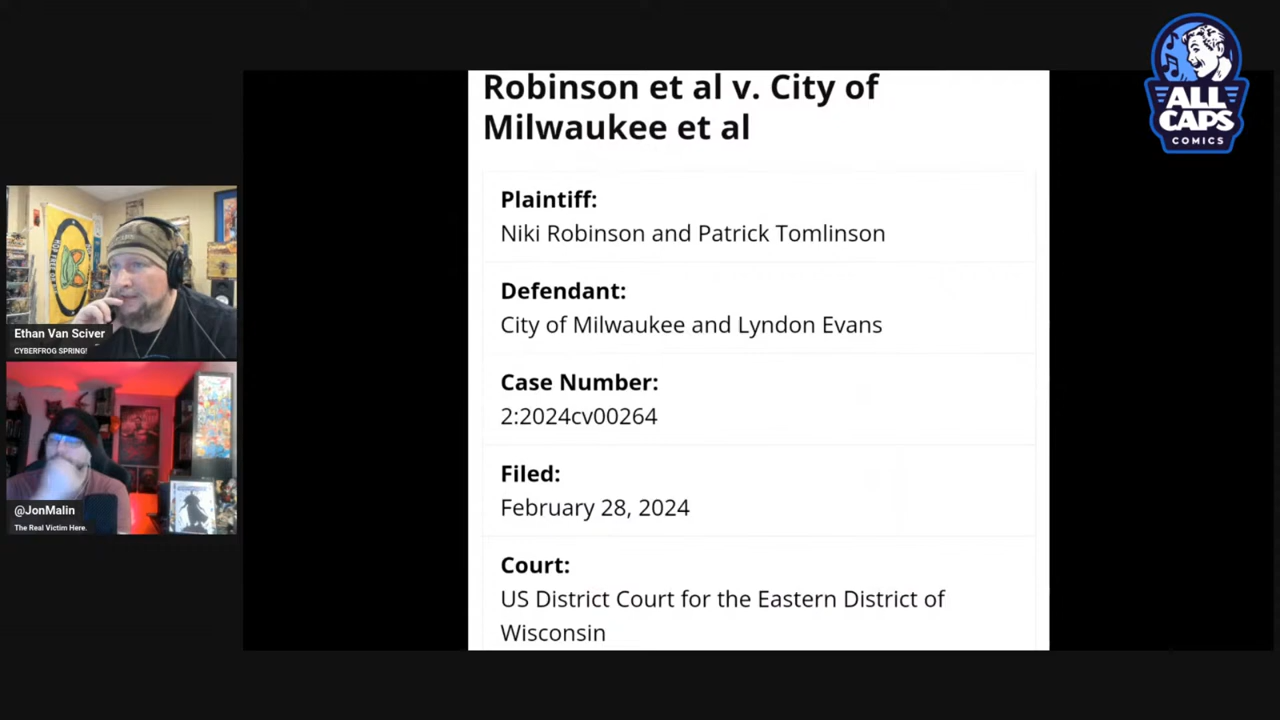 Robinson et al v. City of
Milwaukee et al
Plaintiff:
Niki Robinson and Patrick Tomlinson
Defendant:
City of Milwaukee and Lyndon Evans
Case Number:
2:2024cv00264
Filed:
February 28, 2024
Court:
US District Court for the Eastern District of
Wisconsin
ALL
CAPS
COMICS
Ethan Van Sciver
CYBERFROG SPRING!
@JonMalin
The Real Victim Here.